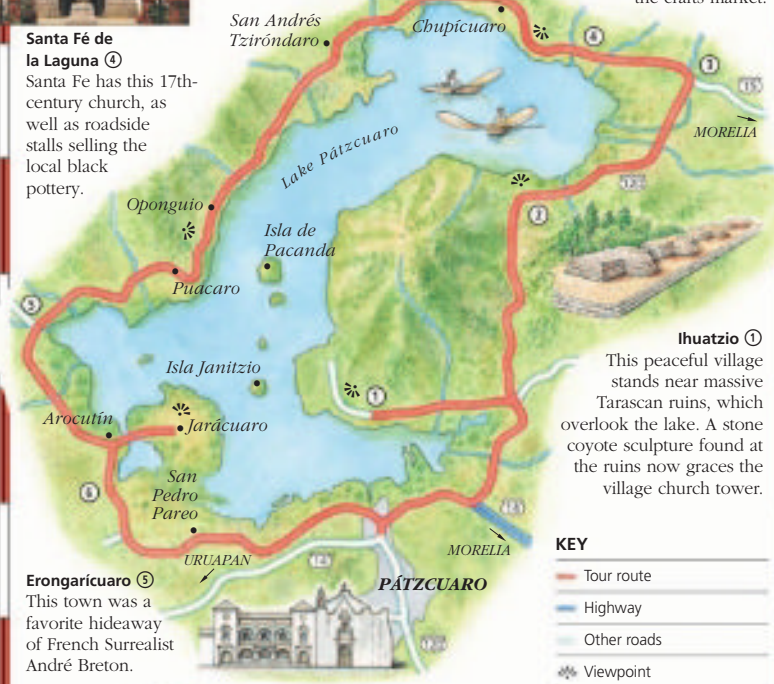 the crafts market.
San Andrés
Tziróndaro
Chupícuaro
④
③
15
MORELIA
Santa Fé de
la Laguna ④
Santa Fe has this 17th-
century church, as
well as roadside
stalls selling the
local black
pottery.
Lake Pátzcuaro
120
②
Oponguio
Isla de
Pacanda
Puacaro
⑤
Ihuatzio ①
This peaceful village
stands near massive
Tarascan ruins, which
overlook the lake. A stone
coyote sculpture found at
the ruins now graces the
village church tower.
Isla Janitzio
①
Arocutín
Jarácuaro
⑥
San
Pedro
Pareo
MORELIA
URUAPAN
14
PÁTZCUARO
120
Erongarícuaro ⑤
This town was a
favorite hideaway
of French Surrealist
André Breton.
KEY
Tour route
Highway
Other roads
Viewpoint